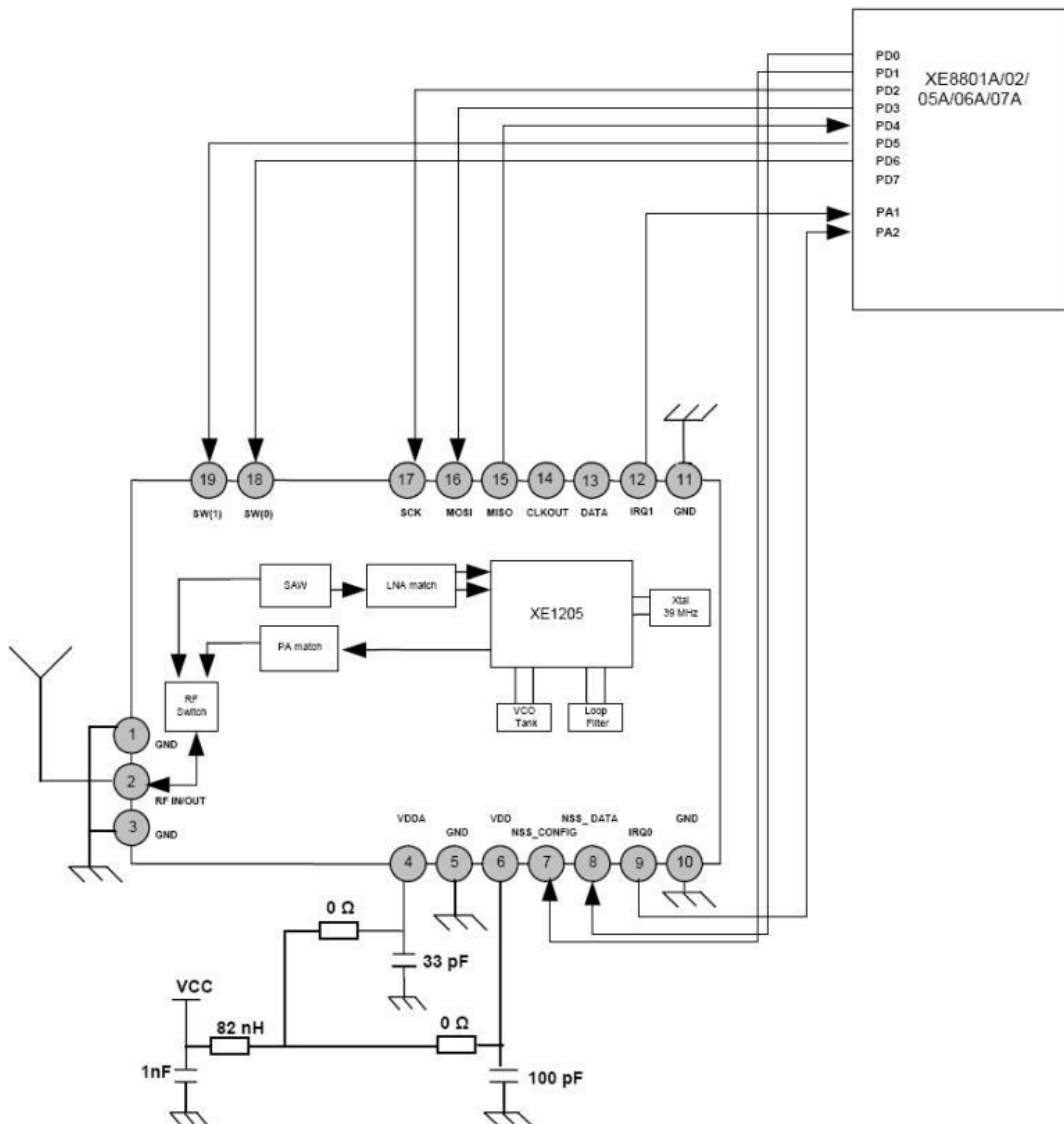 PD0
PD1
XE8801A/02/
PD2
05A/06A/07A
PD3
PD4
PD5
PD6
PD7
PA1
PA2
19
18
17
16
15
14
13
12
11
SW(1)
SW(0)
SCK
MOSI
MISO
CLKOUT
DATA
IRQ1
GND
SAW
LNA match
XE1205
Xtal
39 MHz
PA match
RF
Switch
VCO
Tank
Loop
Filter
1
GND
2
RF IN/OUT
3
GND
VDDA
GND
VDD
NSS_CONFIG
NSS_DATA
IRQ0
GND
4
5
6
7
8
9
10
0 Ω
33 pF
VCC
82 nH
0 Ω
1nF
100 pF